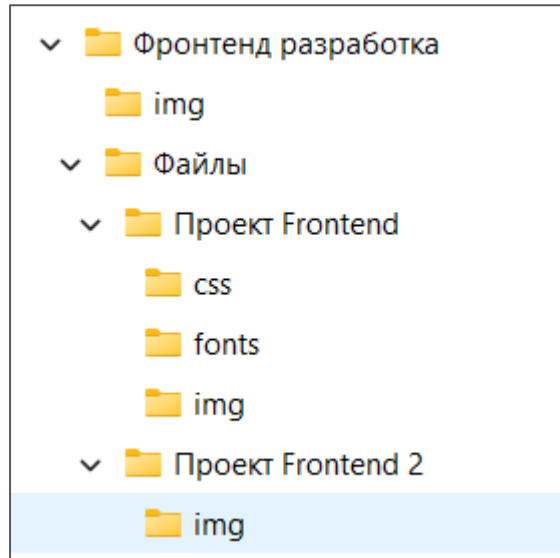 Фронтенд разработка
img
Файлы
Проект Frontend
css
fonts
img
Проект Frontend 2
img